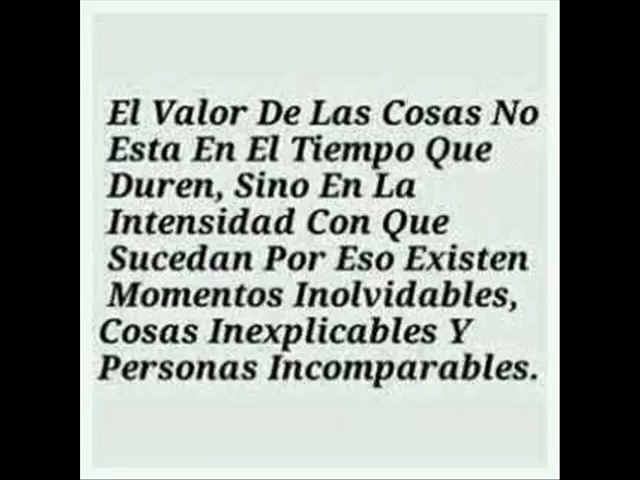 El Valor De Las Cosas No
Esta En El Tiempo Que
Duren, Sino En La
Intensidad Con Que
Sucedan Por Eso Existen
Momentos Inolvidables,
Cosas Inexplicables Y
Personas Incomparables.